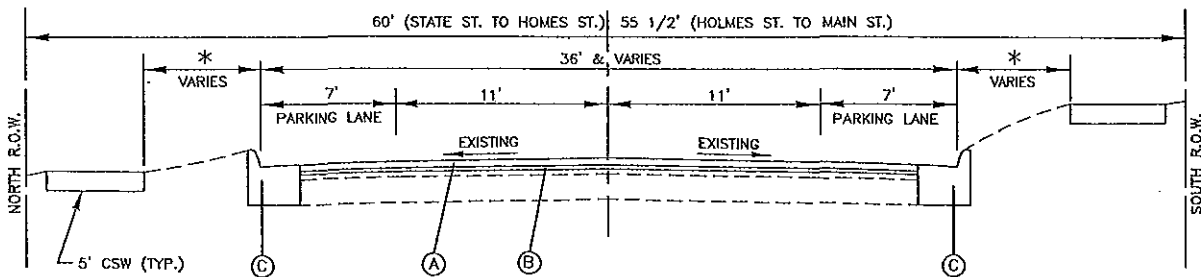 60' (STATE ST. TO HOMES ST.) 55 1/2' (HOLMES ST. TO MAIN ST.)
* VARIES
36' & VARIES
* VARIES
7' PARKING LANE
11'
11'
7' PARKING LANE
EXISTING
EXISTING
NORTH R.O.W.
SOUTH R.O.W.
5' CSW (TYP.)
C
A
B
C